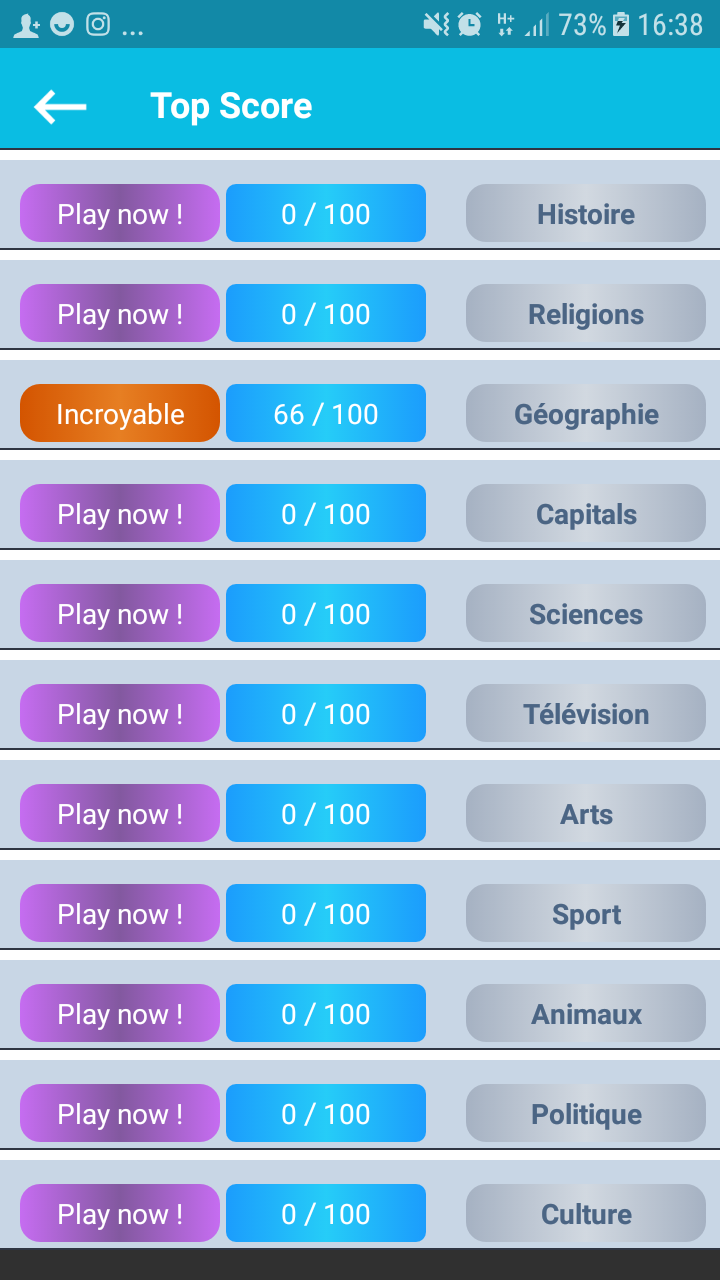 ... H+ 73% 16:38
Top Score
Play now ! 0 / 100 Histoire
Play now ! 0 / 100 Religions
Incroyable 66 / 100 Géographie
Play now ! 0 / 100 Capitals
Play now ! 0 / 100 Sciences
Play now ! 0 / 100 Télévision
Play now ! 0 / 100 Arts
Play now ! 0 / 100 Sport
Play now ! 0 / 100 Animaux
Play now ! 0 / 100 Politique
Play now ! 0 / 100 Culture